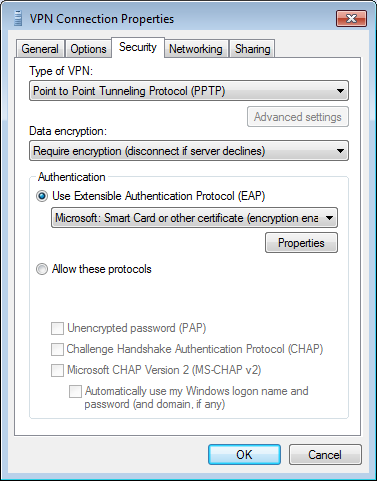 VPN Connection Properties
General
Options
Security
Networking
Sharing
Type of VPN:
Point to Point Tunneling Protocol (PPTP)
Advanced settings
Data encryption:
Require encryption (disconnect if server declines)
Authentication
Use Extensible Authentication Protocol (EAP)
Microsoft: Smart Card or other certificate (encryption ena
Properties
Allow these protocols
Unencrypted password (PAP)
Challenge Handshake Authentication Protocol (CHAP)
Microsoft CHAP Version 2 (MS-CHAP v2)
Automatically use my Windows logon name and
password (and domain, if any)
OK
Cancel